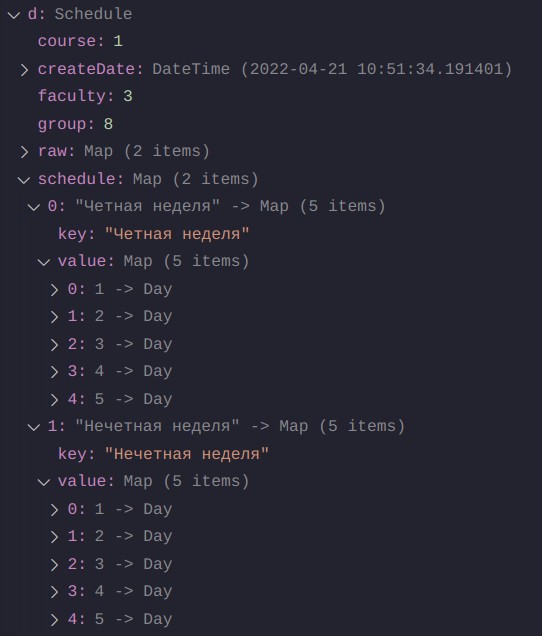 d: Schedule
course: 1
createDate: DateTime (2022-04-21 10:51:34.191401)
faculty: 3
group: 8
raw: Map (2 items)
schedule: Map (2 items)
0: "Четная неделя" -> Map (5 items)
key: "Четная неделя"
value: Map (5 items)
0: 1 -> Day
1: 2 -> Day
2: 3 -> Day
3: 4 -> Day
4: 5 -> Day
1: "Нечетная неделя" -> Map (5 items)
key: "Нечетная неделя"
value: Map (5 items)
0: 1 -> Day
1: 2 -> Day
2: 3 -> Day
3: 4 -> Day
4: 5 -> Day